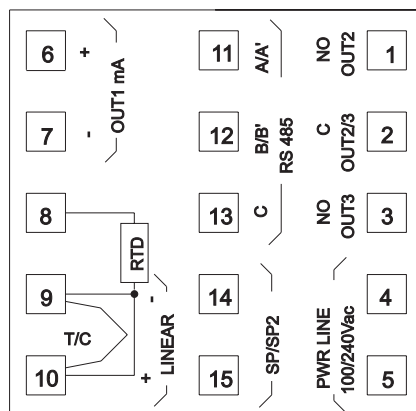 6
+
7
-
OUT1 mA
8
RTD
9
T/C
10
-
+
LINEAR
11
A/A'
12
B/B'
13
C
RS 485
14
15
SP/SP2
NO
OUT2
1
C
OUT2/3
2
NO
OUT3
3
PWR LINE
100/240Vac
4
5